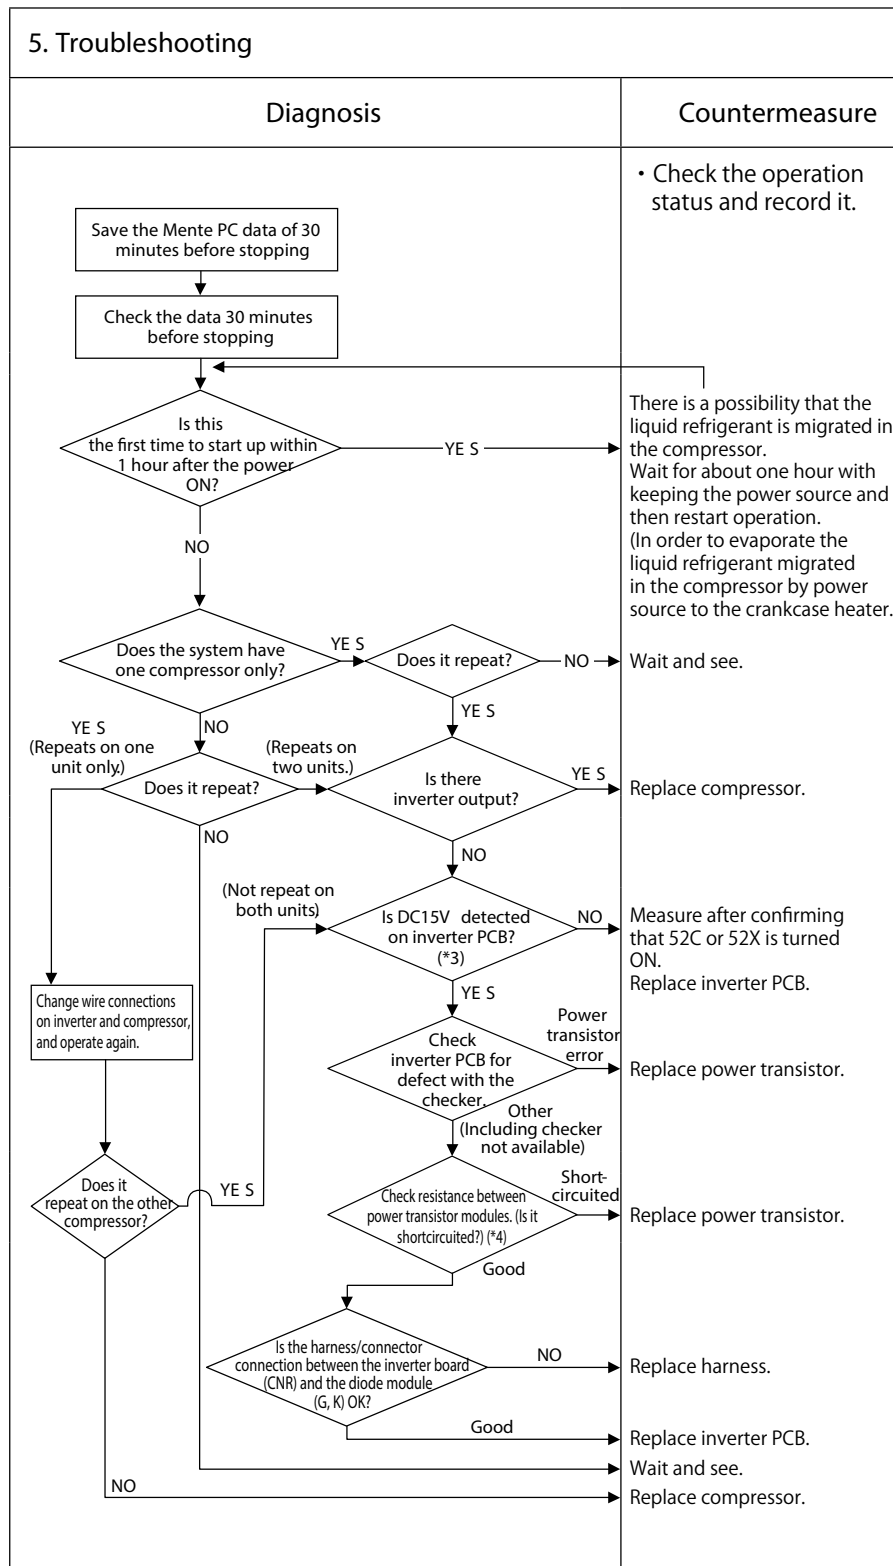 5. Troubleshooting
Diagnosis
Countermeasure
・Check the operation
status and record it.
Save the Mente PC data of 30
minutes before stopping
Check the data 30 minutes
before stopping
Is this
the first time to start up within
1 hour after the power
ON?
YE S
There is a possibility that the
liquid refrigerant is migrated in
the compressor.
Wait for about one hour with
keeping the power source and
then restart operation.
(In order to evaporate the
liquid refrigerant migrated
in the compressor by power
source to the crankcase heater.
NO
Does the system have
one compressor only?
YE S
Does it repeat?
NO
Wait and see.
YE S
NO
YE S
(Repeats on one
unit only.)
Does it repeat?
(Repeats on
two units.)
Is there
inverter output?
YE S
Replace compressor.
NO
NO
(Not repeat on
both units.)
Is DC15V detected
on inverter PCB?
(*3)
NO
Measure after confirming
that 52C or 52X is turned
ON.
Replace inverter PCB.
YE S
Change wire connections
on inverter and compressor,
and operate again.
Check
inverter PCB for
defect with the
checker.
Power
transistor
error
Replace power transistor.
Other
(Including checker
not available)
Does it
repeat on the other
compressor?
YE S
Check resistance between
power transistor modules. (Is it
shortcircuited?) (*4)
Short-
circuited
Replace power transistor.
Good
Is the harness/connector
connection between the inverter board
(CNR) and the diode module
(G, K) OK?
NO
Replace harness.
Good
Replace inverter PCB.
Wait and see.
NO
Replace compressor.